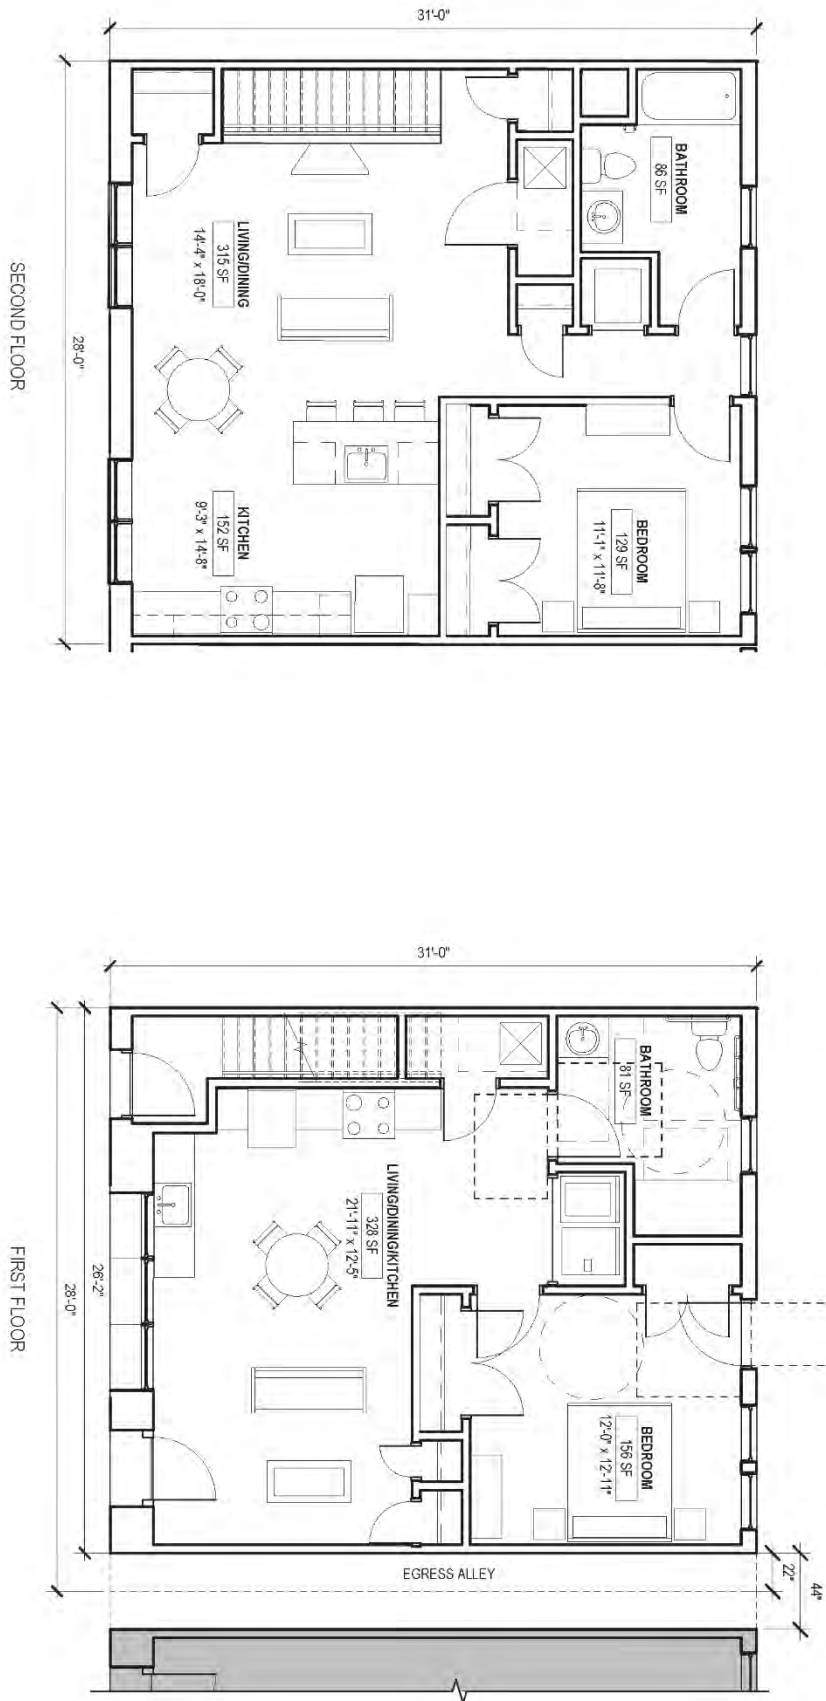 31'-0"
BATHROOM
86 SF
LIVING/DINING
315 SF
14'-4" x 18'-0"
28'-0"
SECOND FLOOR
KITCHEN
152 SF
9'-3" x 14'-8"
BEDROOM
129 SF
11'-1" x 11'-8"
31'-0"
BATHROOM
81 SF
LIVING/DINING/KITCHEN
328 SF
21'-11" x 12'-5"
26'-2"
28'-0"
FIRST FLOOR
BEDROOM
156 SF
12'-0" x 12'-11"
EGRESS ALLEY
22"
44"